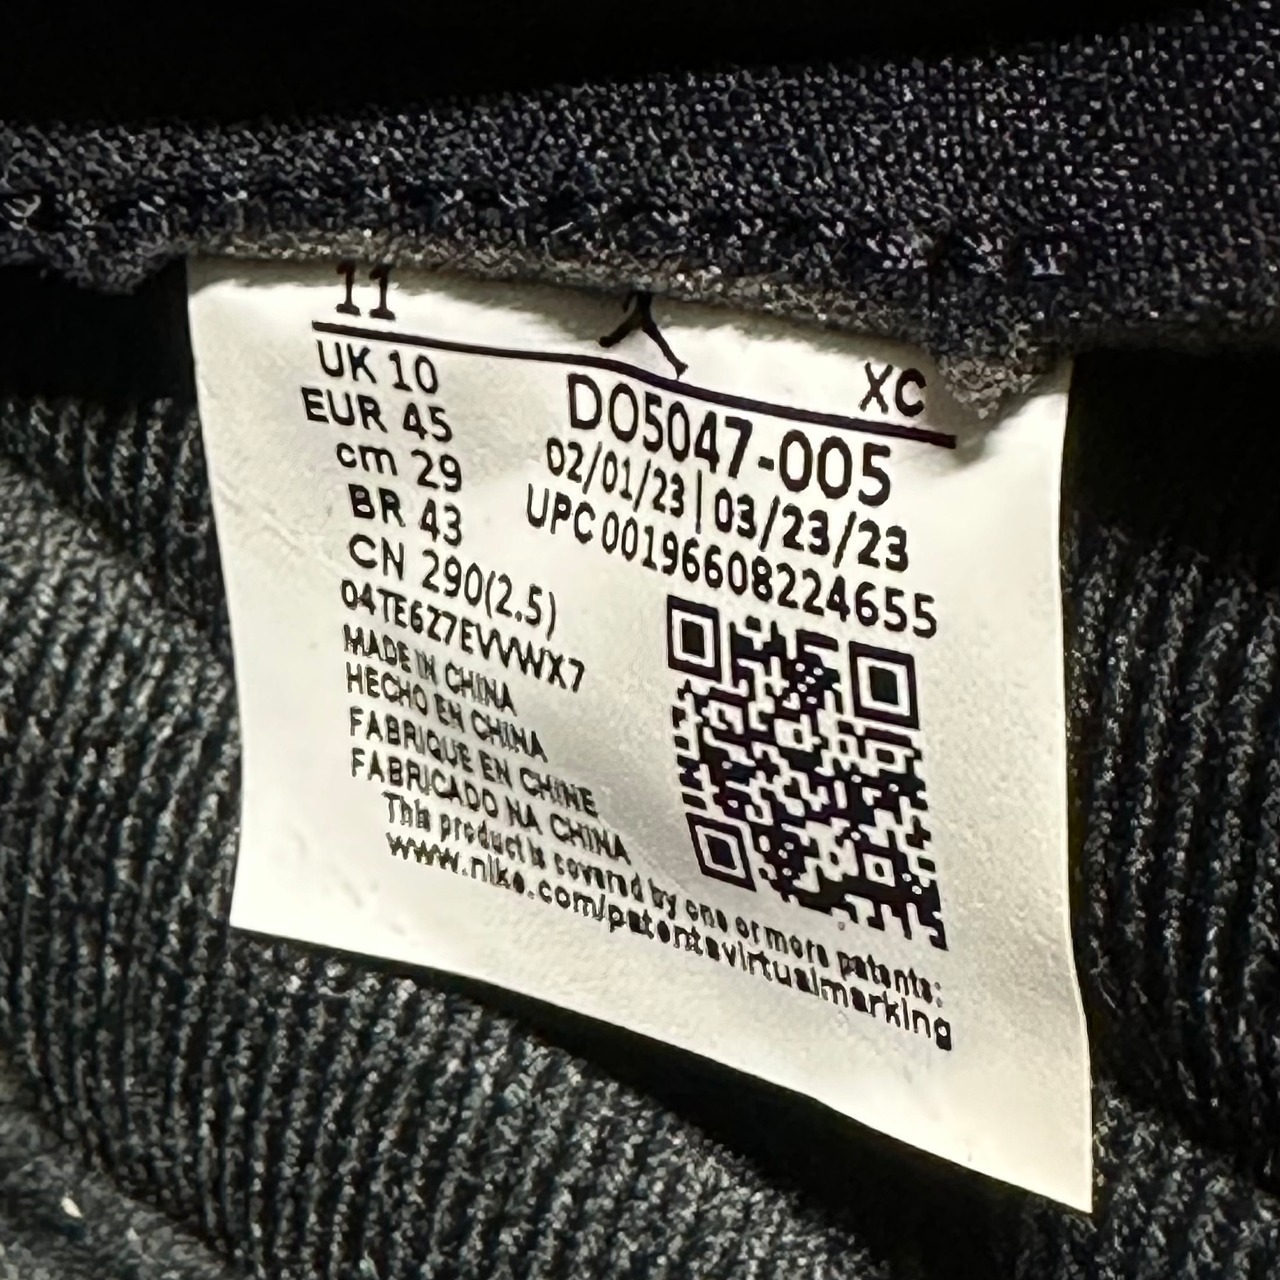 11
XC
UK 10
EUR 45
cm 29
BR 43
CN 290(2.5)
04TE627EVVWX7
DO5047-005
02/01/23 | 03/23/23
UPC 00196608224655
MADE IN CHINA
HECHO EN CHINA
FABRIQUE EN CHINE
FABRICADO NA CHINA
This product is covered by one or more patents:
www.nike.com/patentsvirtualmarking